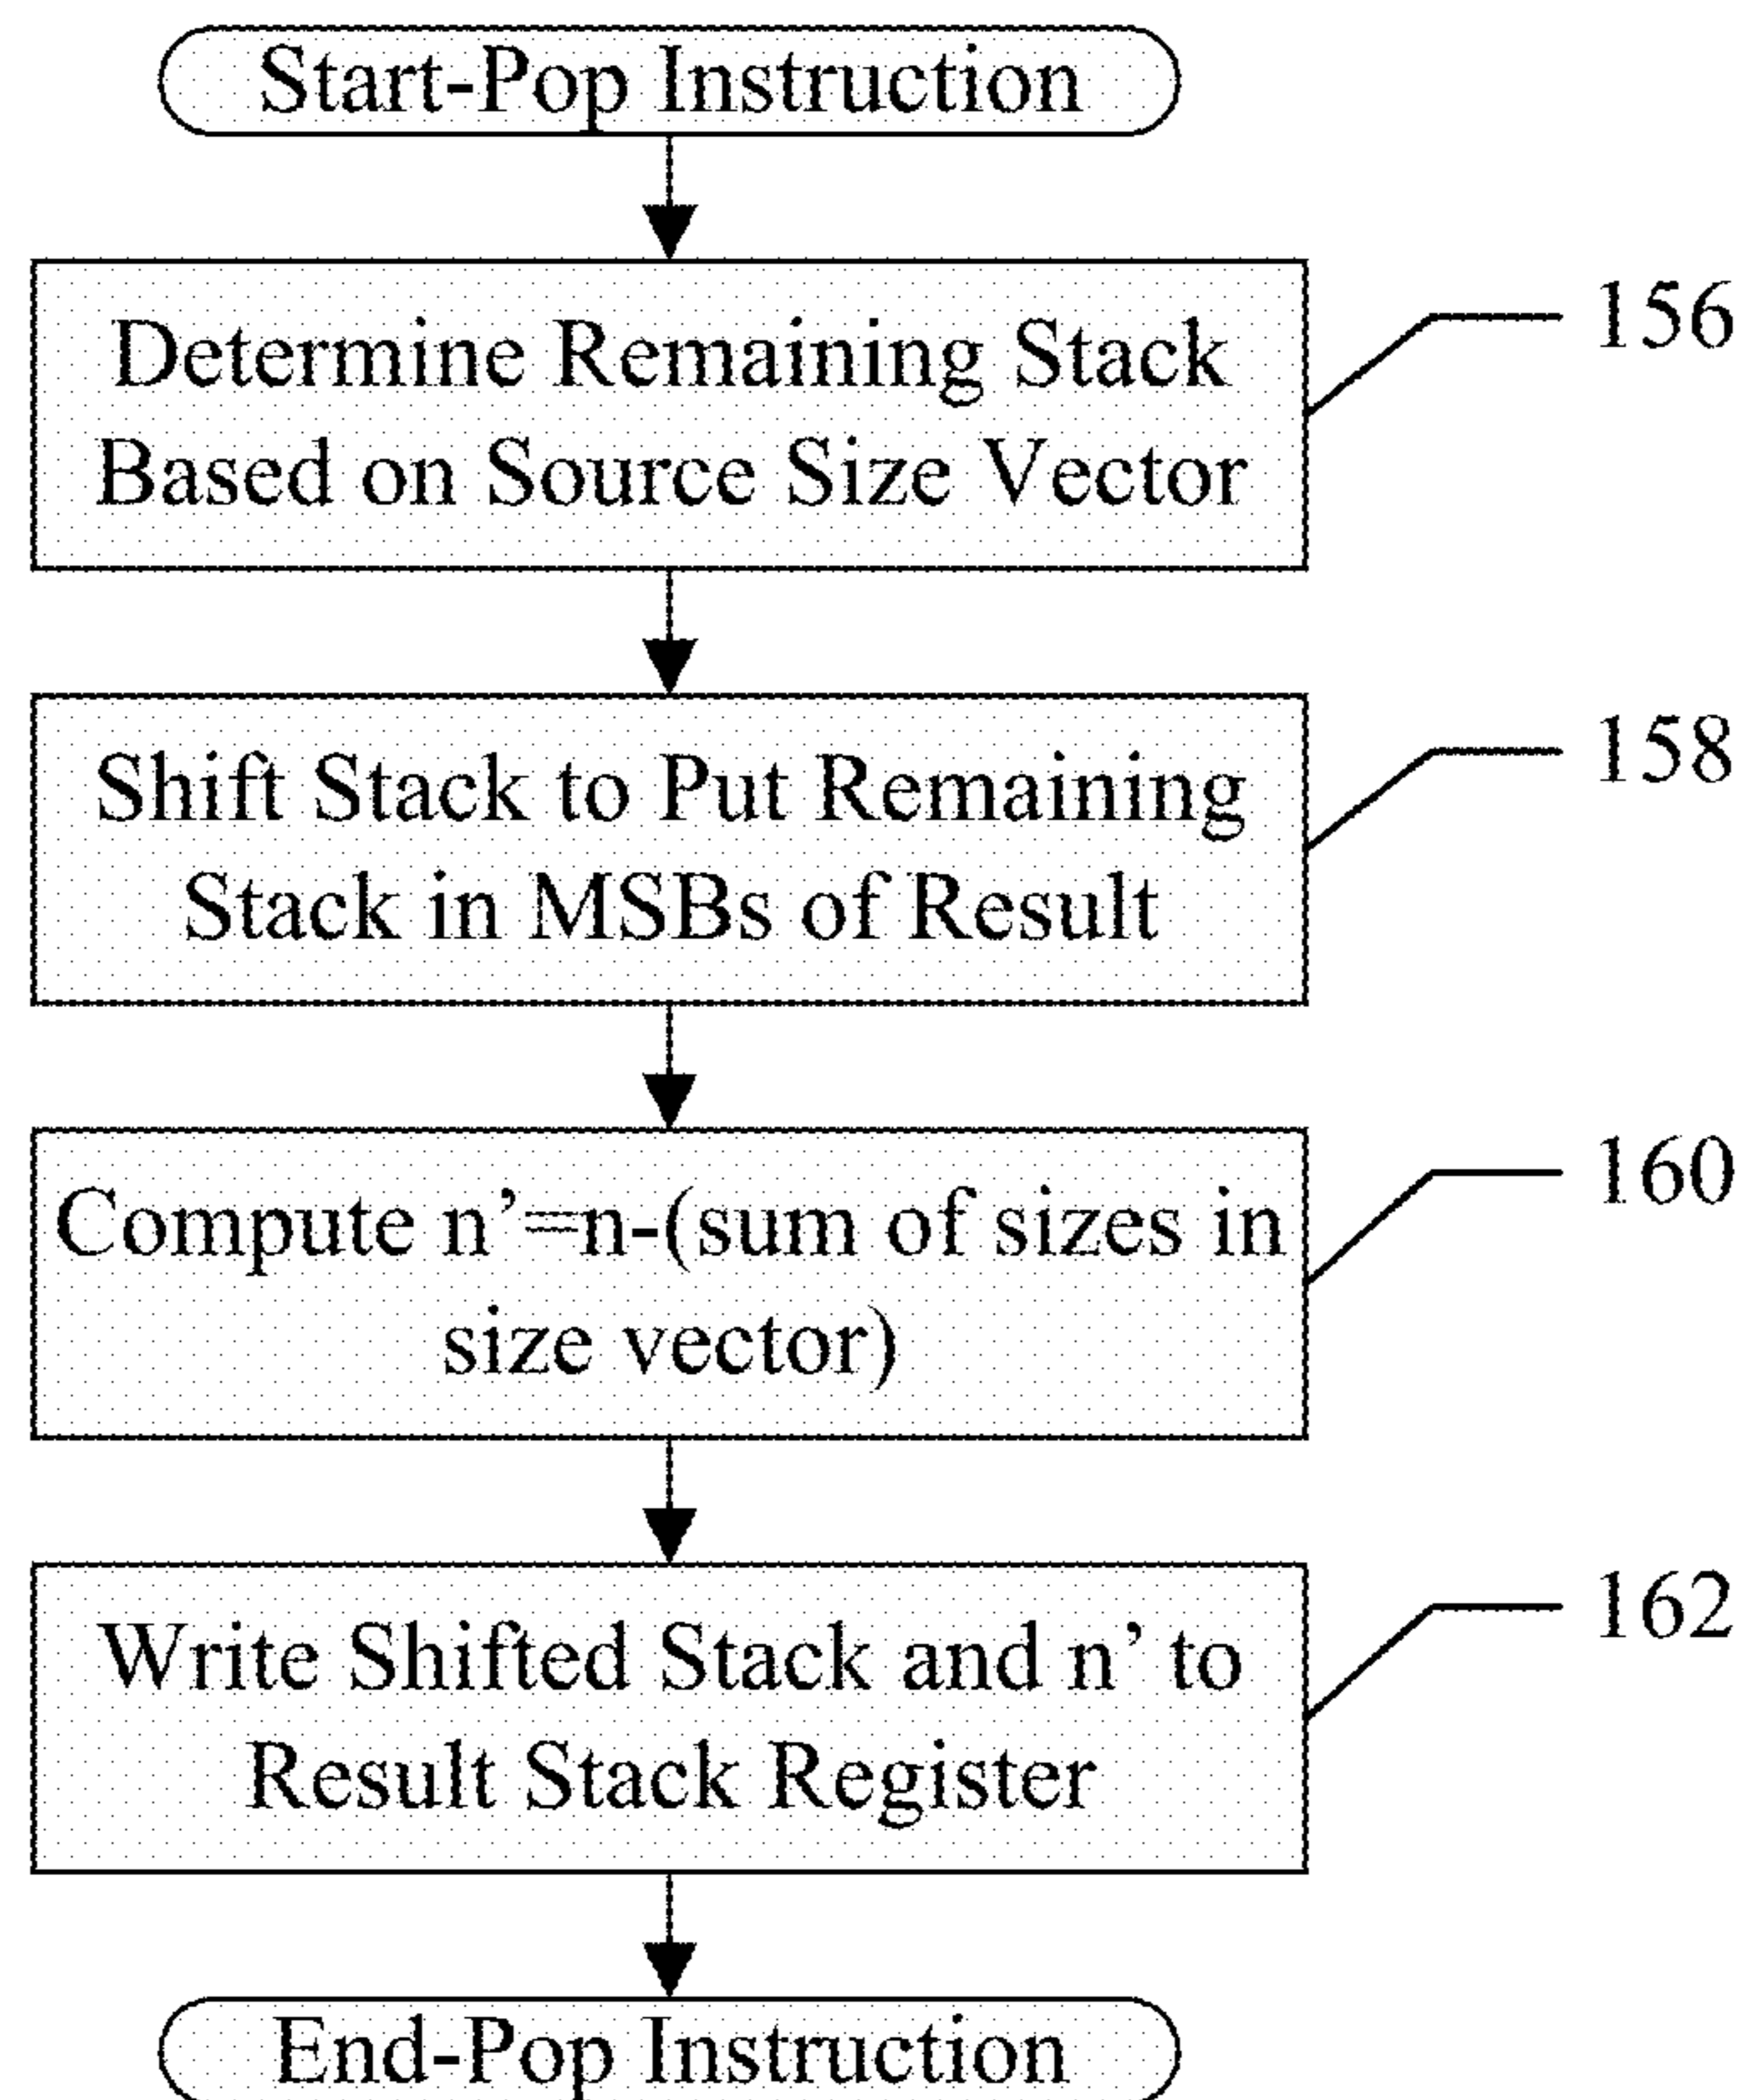 Start-Pop Instruction
Determine Remaining Stack
Based on Source Size Vector
156
Shift Stack to Put Remaining
Stack in MSBs of Result
158
Compute n’=n-(sum of sizes in
size vector)
160
Write Shifted Stack and n’ to
Result Stack Register
162
End-Pop Instruction